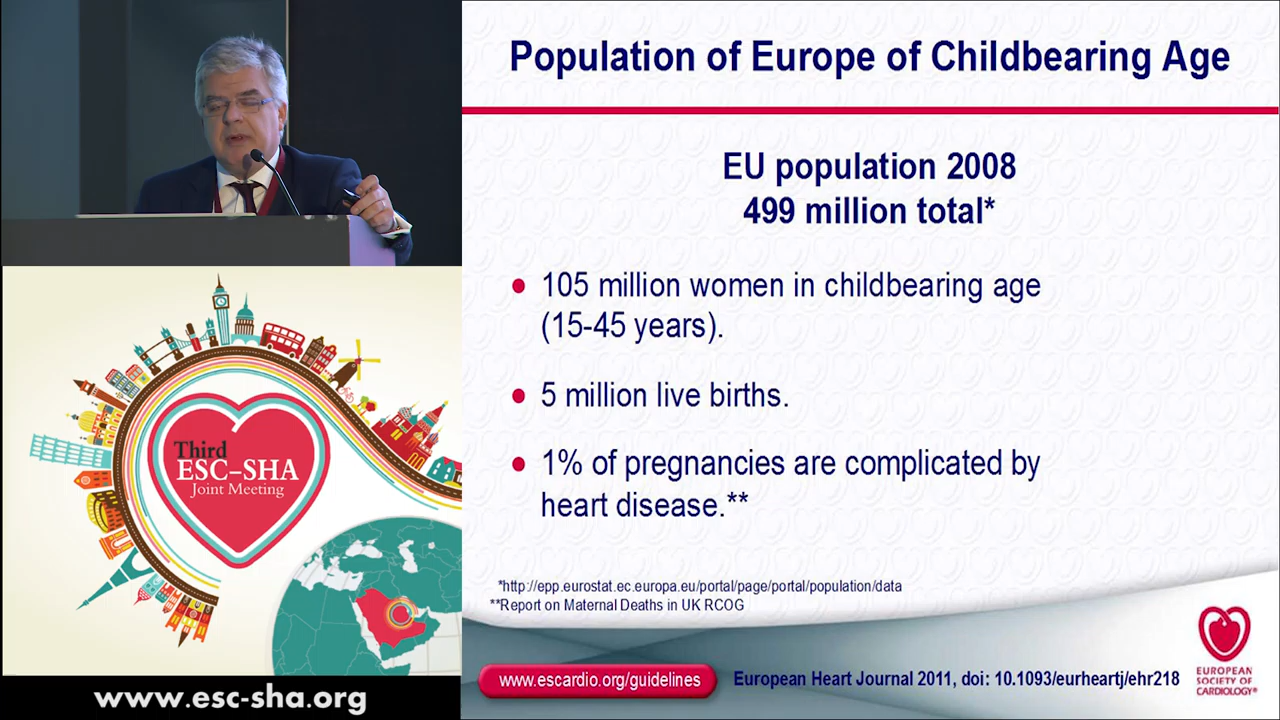 Population of Europe of Childbearing Age
EU population 2008
499 million total*
• 105 million women in childbearing age
(15-45 years).
• 5 million live births.
• 1% of pregnancies are complicated by
heart disease.**
*http://epp.eurostat.ec.europa.eu/portal/page/portal/population/data
**Report on Maternal Deaths in UK RCOG
www.escardio.org/guidelines
European Heart Journal 2011, doi: 10.1093/eurheartj/ehr218
EUROPEAN
SOCIETY OF
CARDIOLOGY®
Third
ESC-SHA
Joint Meeting
www.esc-sha.org